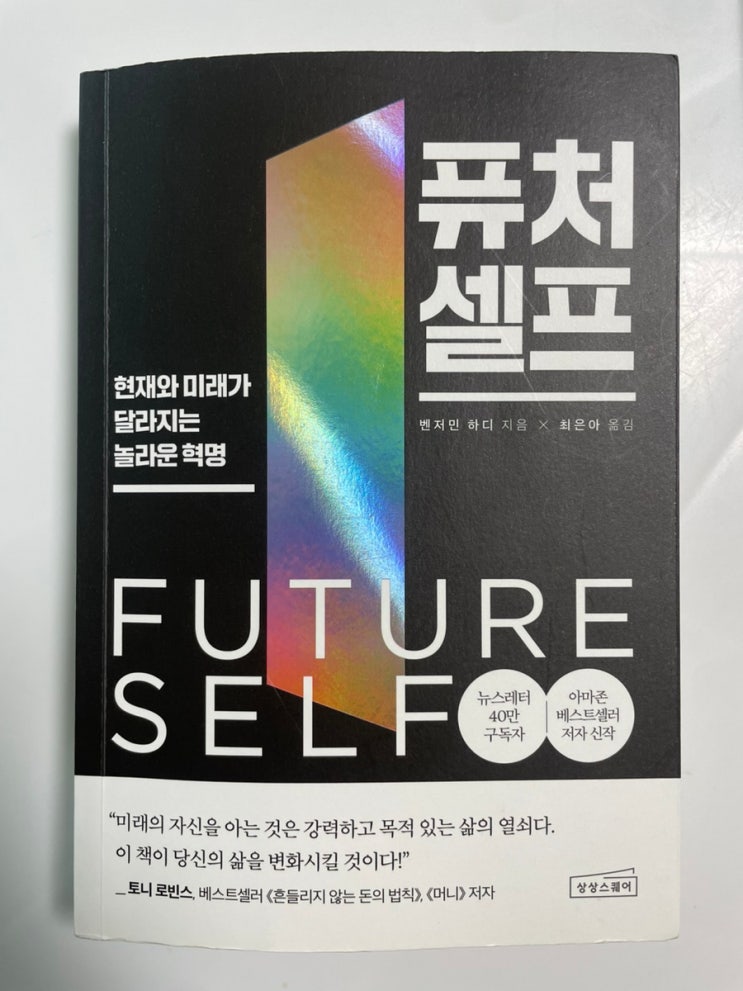 퓨처
셀프
벤저민 하디 지음 × 최은아 옮김
현재와 미래가
달라지는
놀라운 혁명
FUTURE
SELF
뉴스레터
40만
구독자
아마존
베스트셀러
저자 신작
“미래의 자신을 아는 것은 강력하고 목적 있는 삶의 열쇠다.
이 책이 당신의 삶을 변화시킬 것이다!”
_토니 로빈스, 베스트셀러 《흔들리지 않는 돈의 법칙》, 《머니》 저자
상상스퀘어